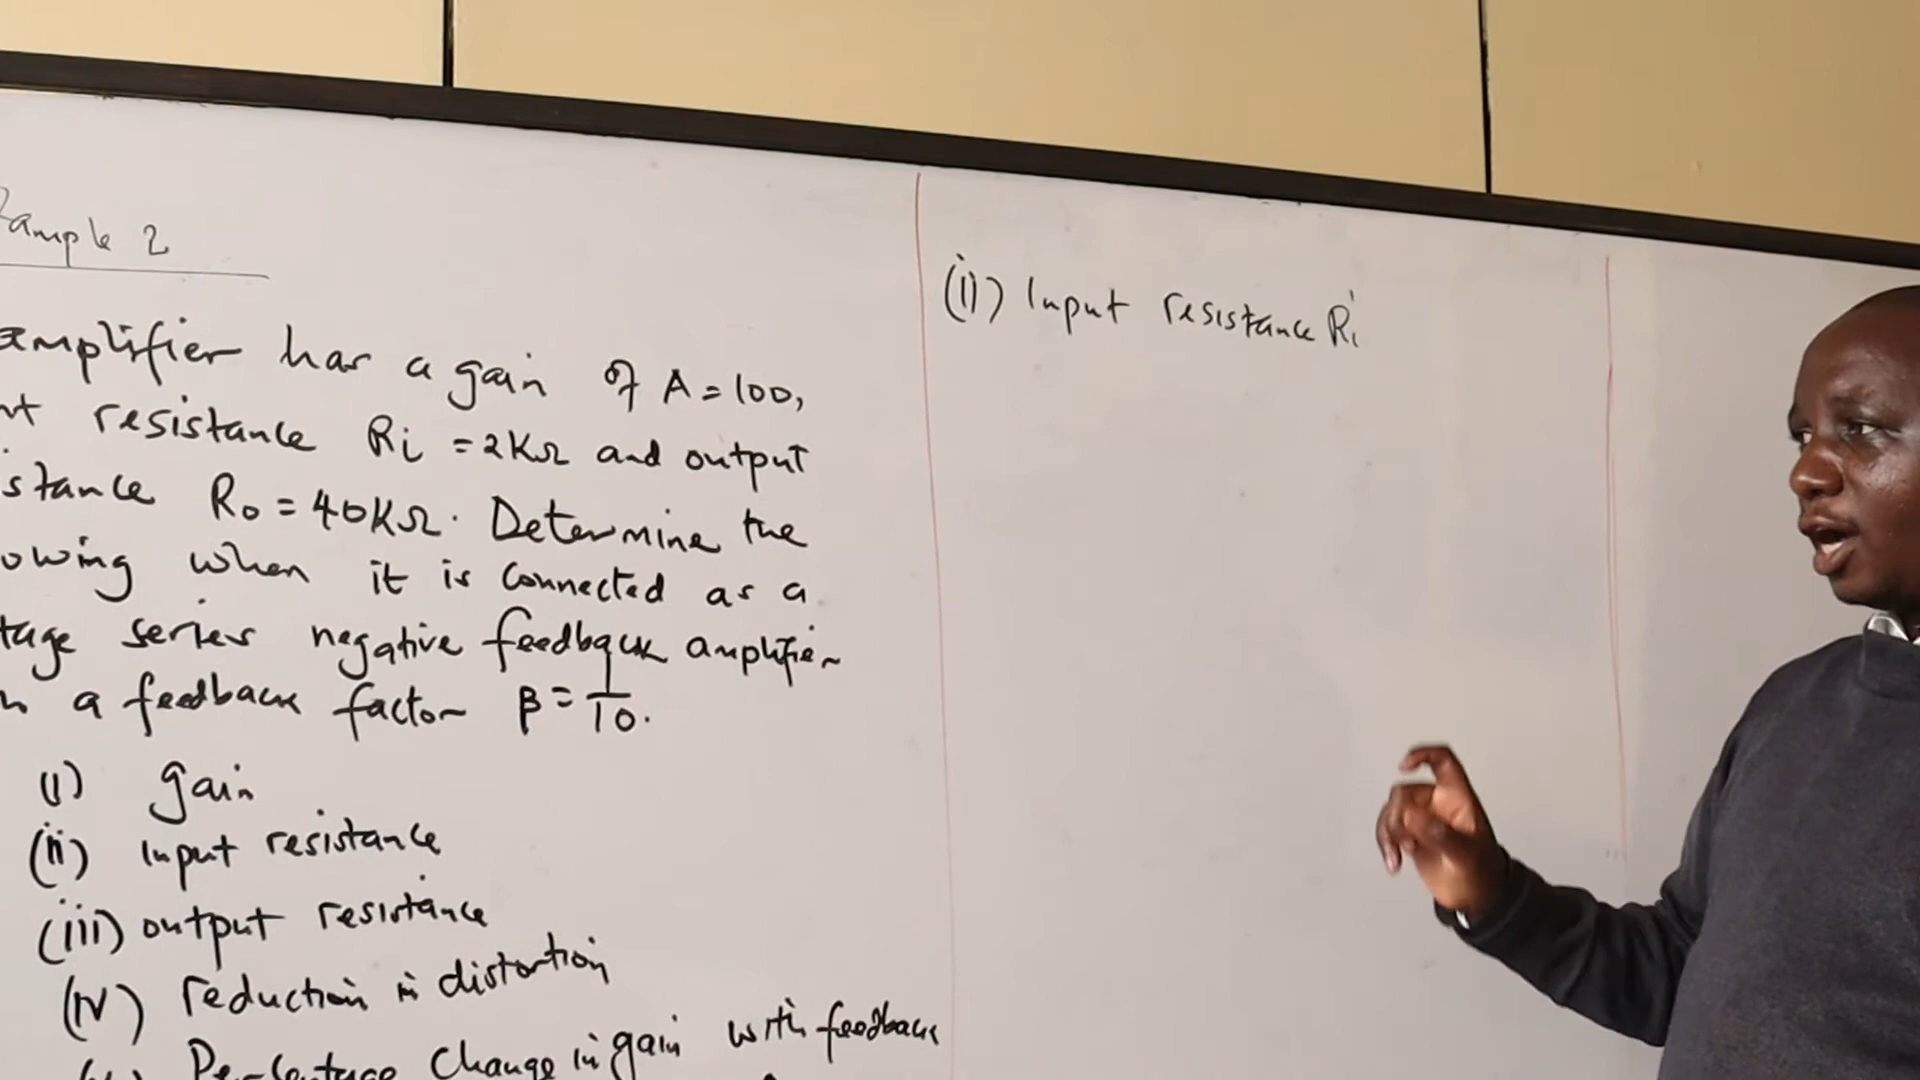 ample 2
amplifier has a gain of A = 100,
nt resistance Ri = 2KΩ and output
istance Ro = 40KΩ. Determine the
owing when it is connected as a
tage series negative feedback amplifier
a feedback factor β = 1/10.
(i) gain
(ii) Input resistance
(iii) output resistance
(iv) reduction in distortion
Percentage change in gain with feedback
(ii) Input resistance Ri'